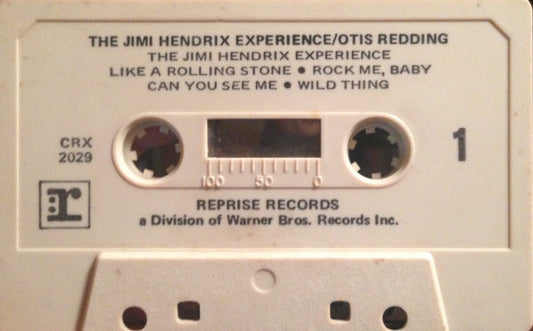 THE JIMI HENDRIX EXPERIENCE/OTIS REDDING
THE JIMI HENDRIX EXPERIENCE
LIKE A ROLLING STONE • ROCK ME, BABY
CAN YOU SEE ME • WILD THING
CRX
2029
1
100 50 0
:r
REPRISE RECORDS
a Division of Warner Bros. Records Inc.